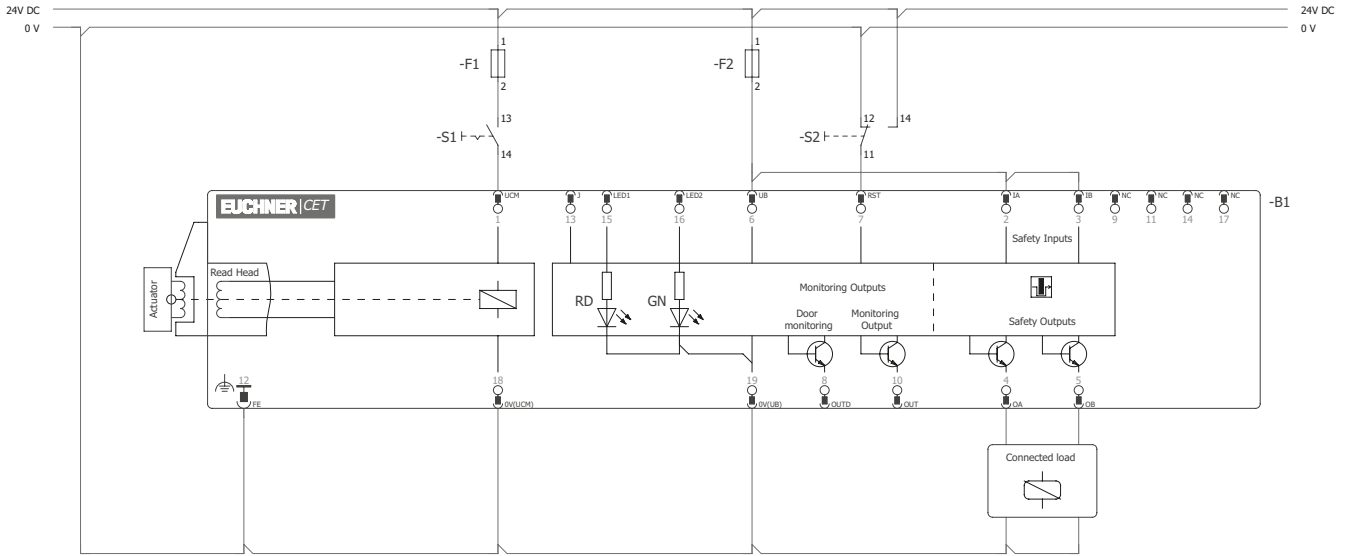 24V DC
24V DC
0 V
0 V
1
1
-F1
-F2
2
2
13
12
14
-S1
-S2
14
11
UCM
J
LED1
LED2
UB
RST
IA
IB
NC
NC
NC
NC
-B1
EUCHNER CET
1
13
15
16
6
7
2
3
9
11
14
17
Safety Inputs
Read Head
Actuator
RD
GN
Monitoring Outputs
Door
monitoring
Monitoring
Output
Safety Outputs
12
18
19
8
10
4
5
FE
0V(UCM)
0V(UB)
OUTD
OUT
OA
OB
Connected load